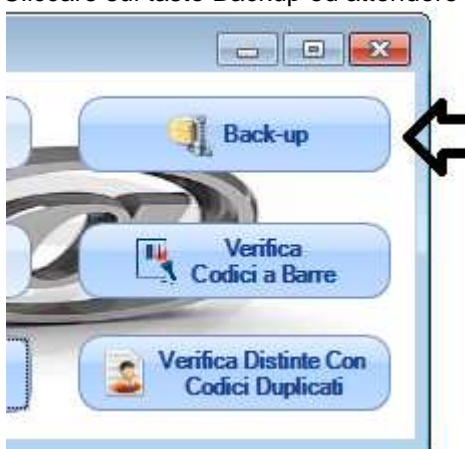 Cliccare sul tasto Backup ed attendere
Back-up
Verifica
Codici a Barre
Verifica Distinte Con
Codici Duplicati